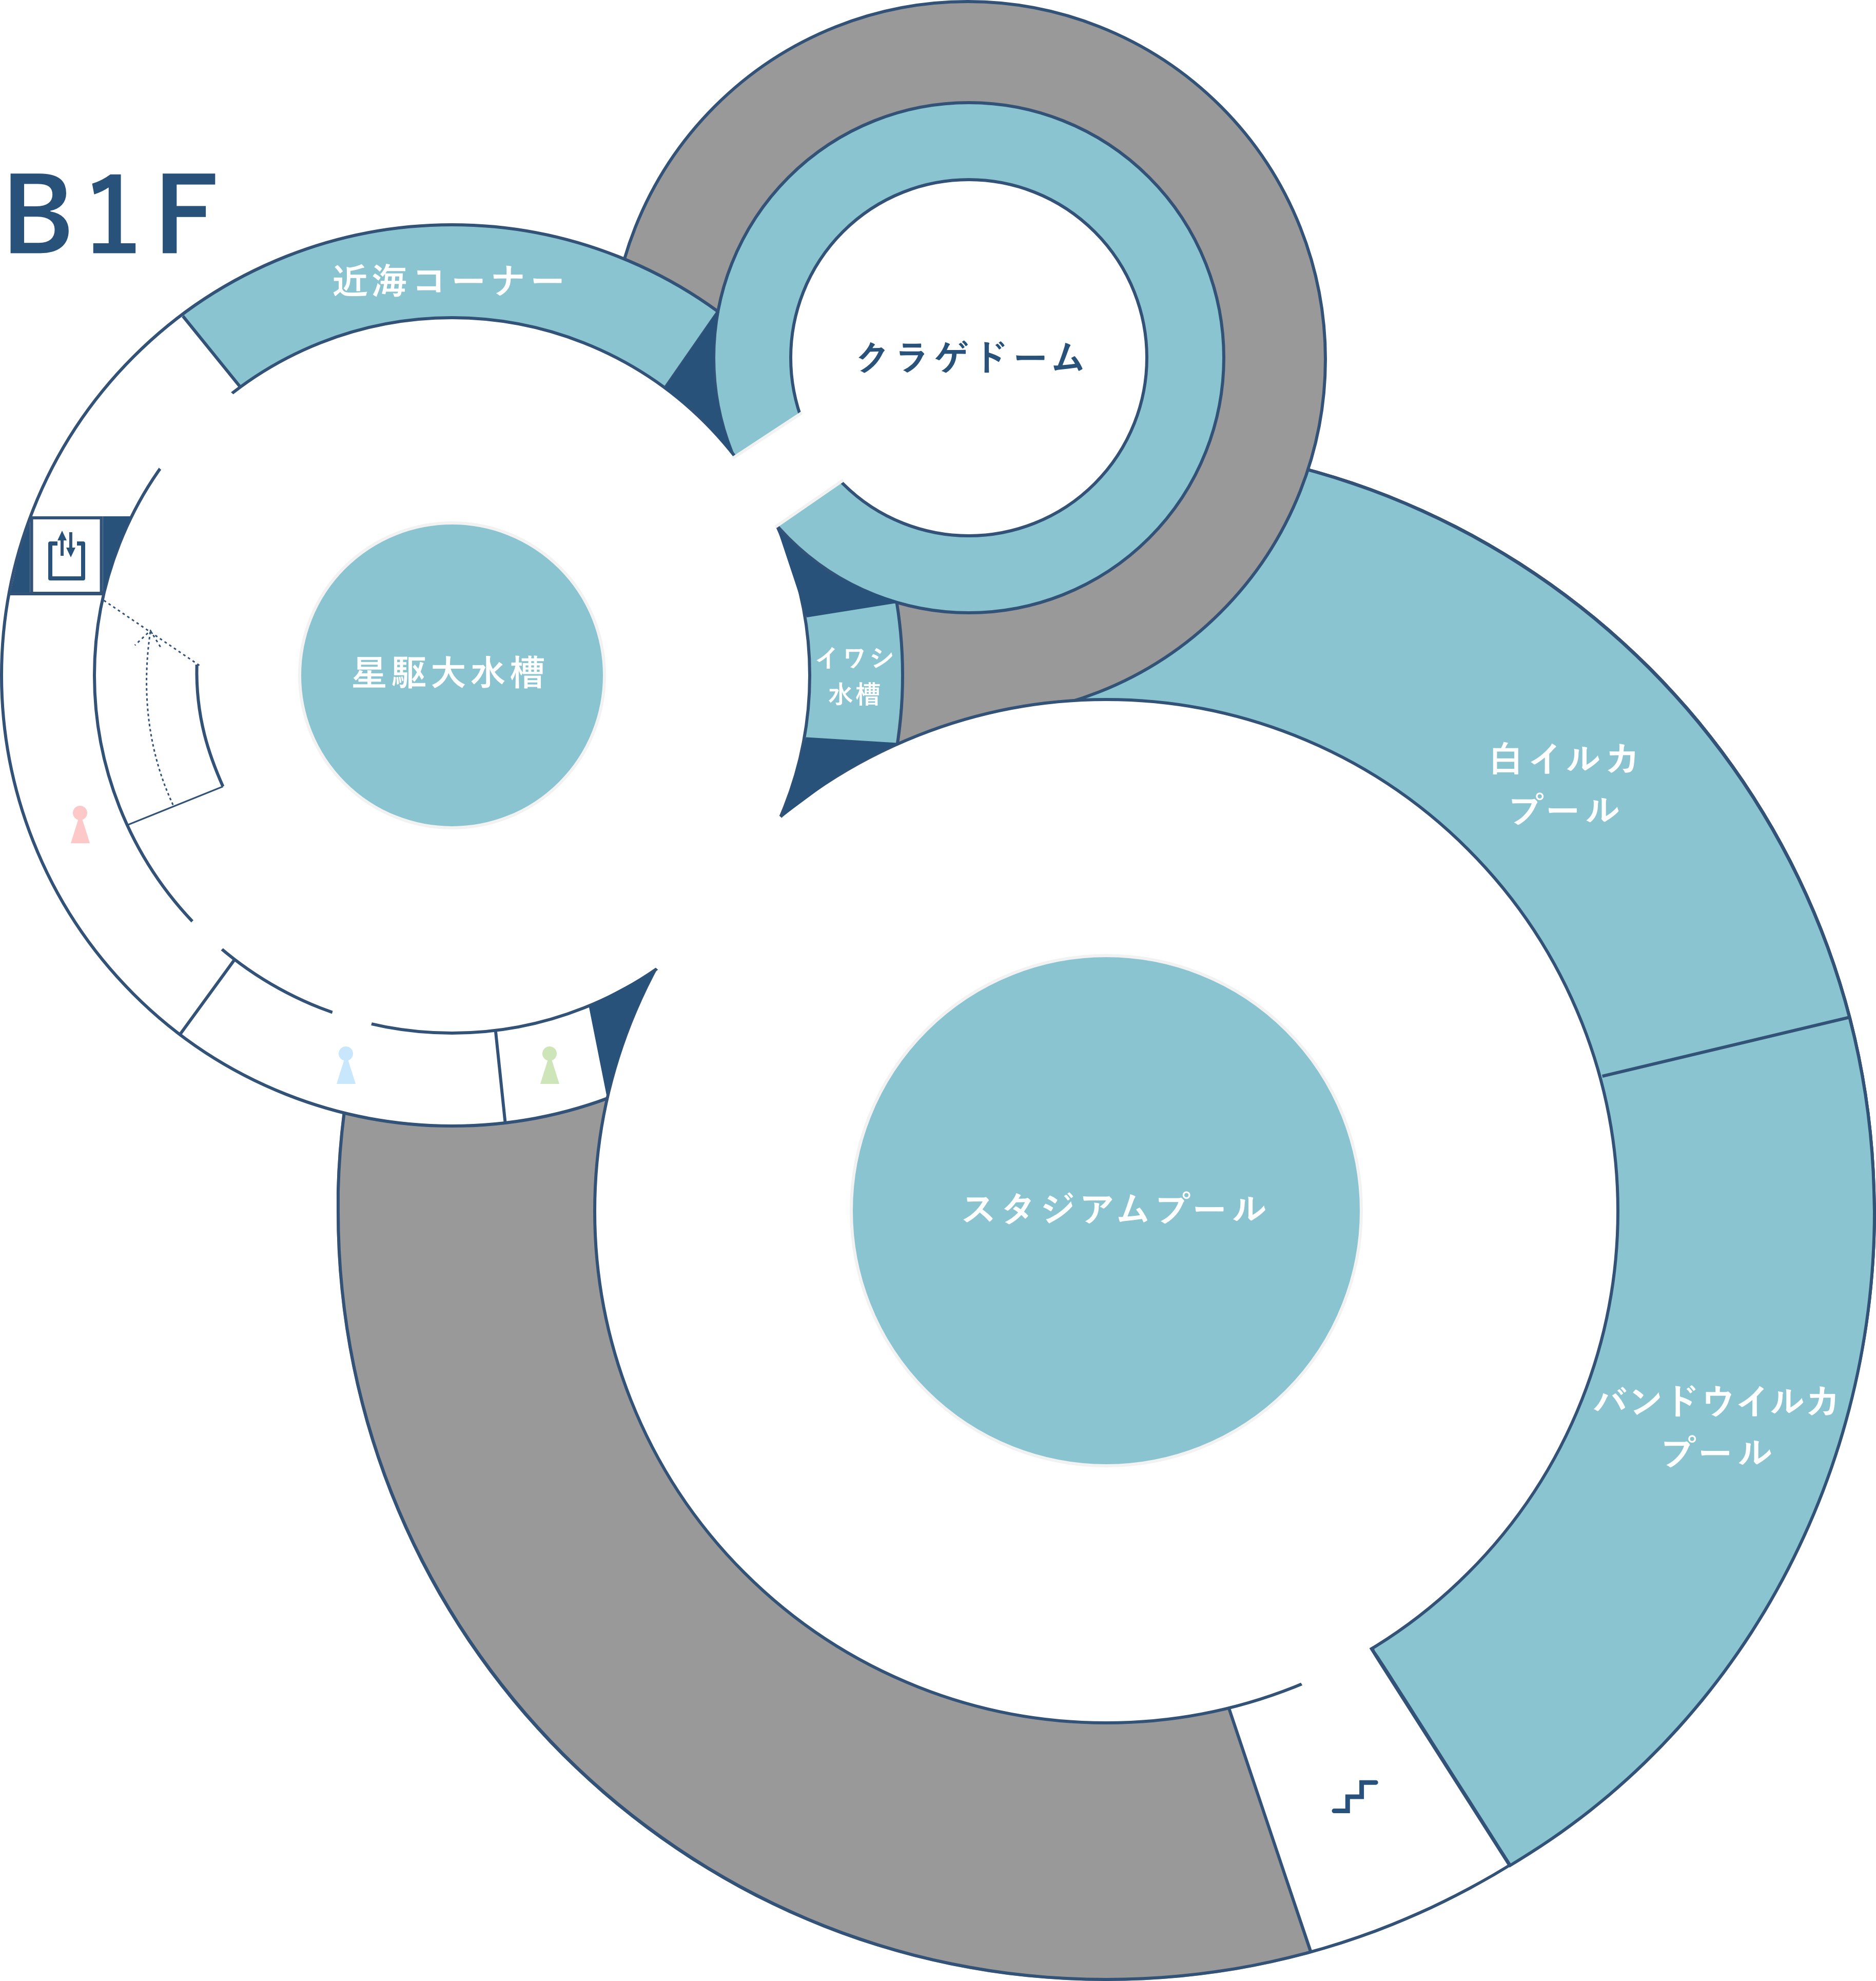 B1F
近海コーナー
クラゲドーム
星駆大水槽
イワシ
水槽
白イルカ
プール
スタジアムプール
バンドウイルカ
プール